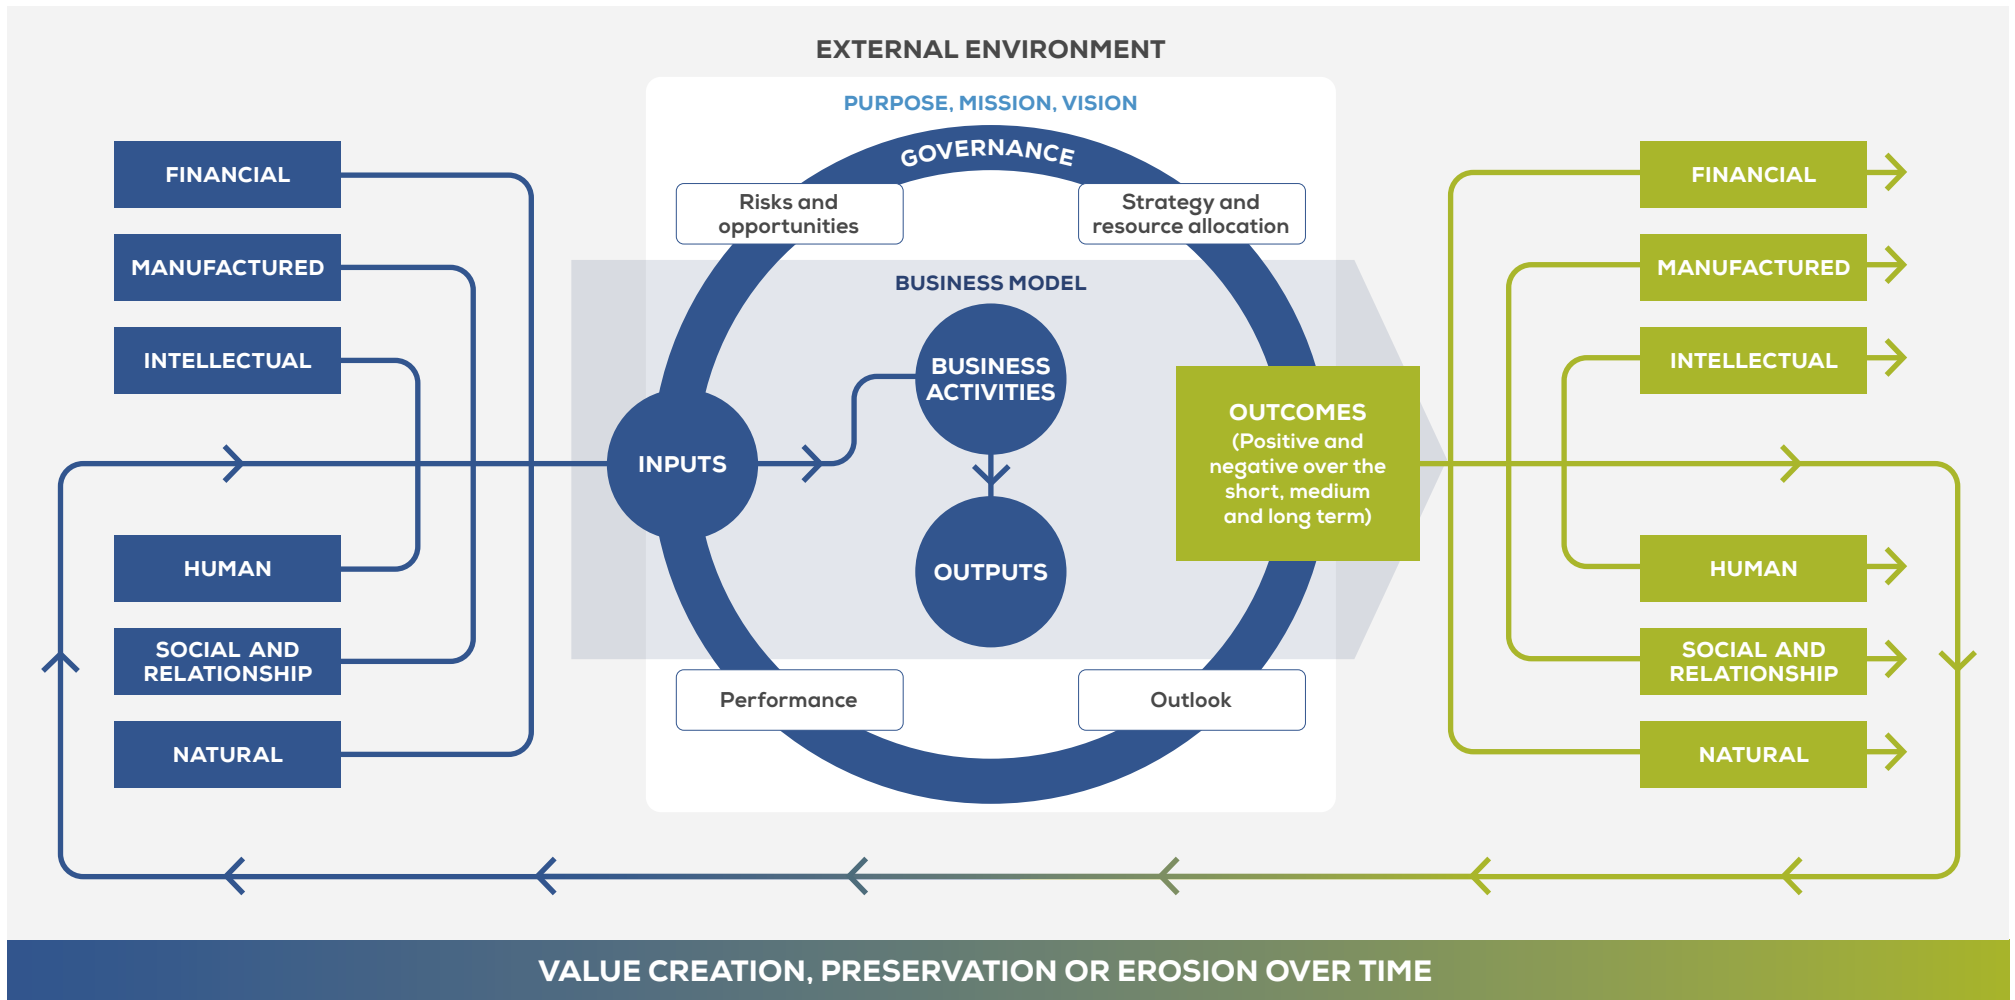 EXTERNAL ENVIRONMENT
PURPOSE, MISSION, VISION
GOVERNANCE
FINANCIAL
MANUFACTURED
INTELLECTUAL
HUMAN
SOCIAL AND
RELATIONSHIP
NATURAL
Risks and
opportunities
Strategy and
resource allocation
BUSINESS MODEL
INPUTS
BUSINESS
ACTIVITIES
OUTPUTS
OUTCOMES
(Positive and
negative over the
short, medium
and long term)
Performance
Outlook
FINANCIAL
MANUFACTURED
INTELLECTUAL
HUMAN
SOCIAL AND
RELATIONSHIP
NATURAL
VALUE CREATION, PRESERVATION OR EROSION OVER TIME